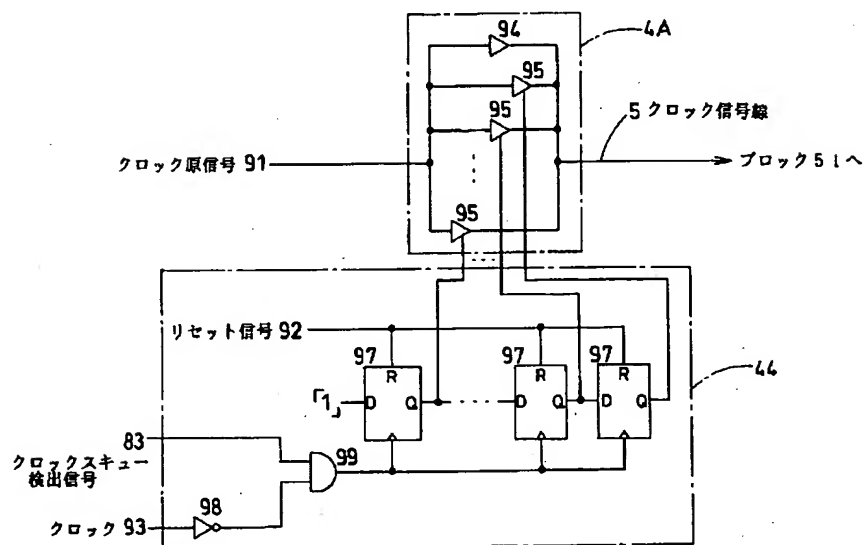 94
4A
95
95
5 クロック信号線
クロック原信号 91
ブロック5iへ
95
リセット信号 92
97
97
97
R
R
R
44
「1」
D Q
D Q
D Q
83
クロックスキュー
検出信号
99
98
クロック 93